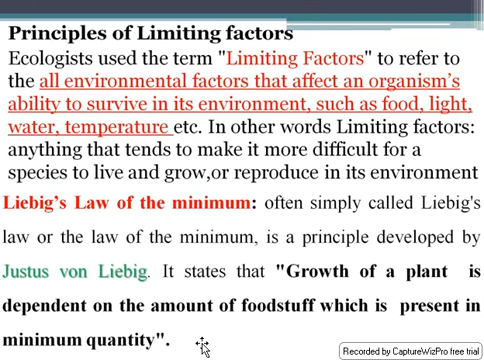 Principles of Limiting factors
Ecologists used the term "Limiting Factors" to refer to
the all environmental factors that affect an organism's
ability to survive in its environment, such as food, light,
water, temperature etc. In other words Limiting factors:
anything that tends to make it more difficult for a
species to live and grow,or reproduce in its environment
Liebig's Law of the minimum: often simply called Liebig's
law or the law of the minimum, is a principle developed by
Justus von Liebig. It states that "Growth of a plant is
dependent on the amount of foodstuff which is present in
minimum quantity".
Recorded by CaptureWizPro free trial